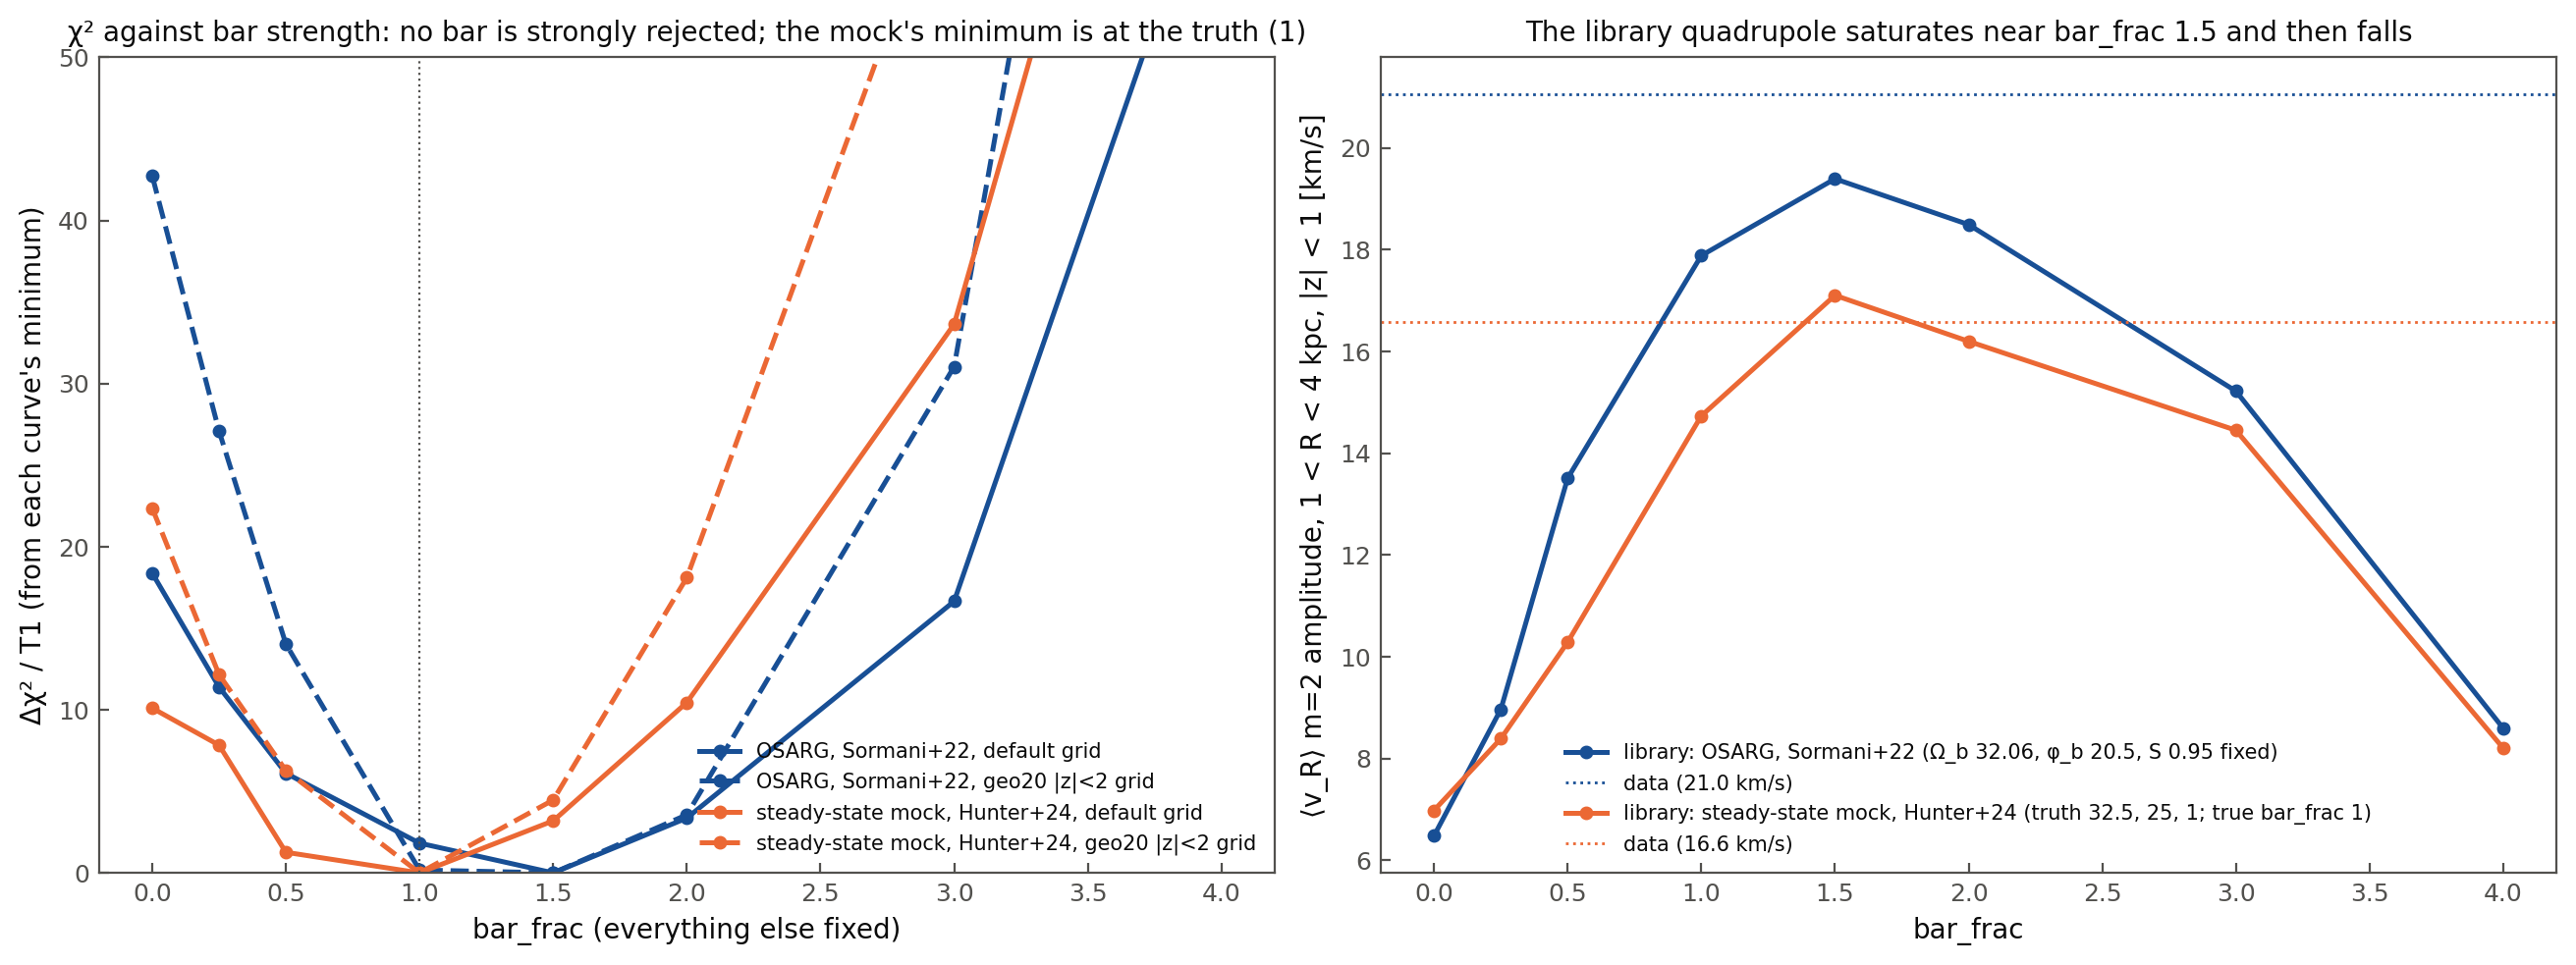 χ² against bar strength: no bar is strongly rejected; the mock's minimum is at the truth (1)
50
40
30
20
10
0
Δχ² / T1 (from each curve's minimum)
OSARG, Sormani+22, default grid
OSARG, Sormani+22, geo20 |z|<2 grid
steady-state mock, Hunter+24, default grid
steady-state mock, Hunter+24, geo20 |z|<2 grid
0.0 0.5 1.0 1.5 2.0 2.5 3.0 3.5 4.0
bar_frac (everything else fixed)
The library quadrupole saturates near bar_frac 1.5 and then falls
20
18
16
14
12
10
8
6
⟨v_R⟩ m=2 amplitude, 1 < R < 4 kpc, |z| < 1 [km/s]
library: OSARG, Sormani+22 (Ω_b 32.06, φ_b 20.5, S 0.95 fixed)
data (21.0 km/s)
library: steady-state mock, Hunter+24 (truth 32.5, 25, 1; true bar_frac 1)
data (16.6 km/s)
0.0 0.5 1.0 1.5 2.0 2.5 3.0 3.5 4.0
bar_frac